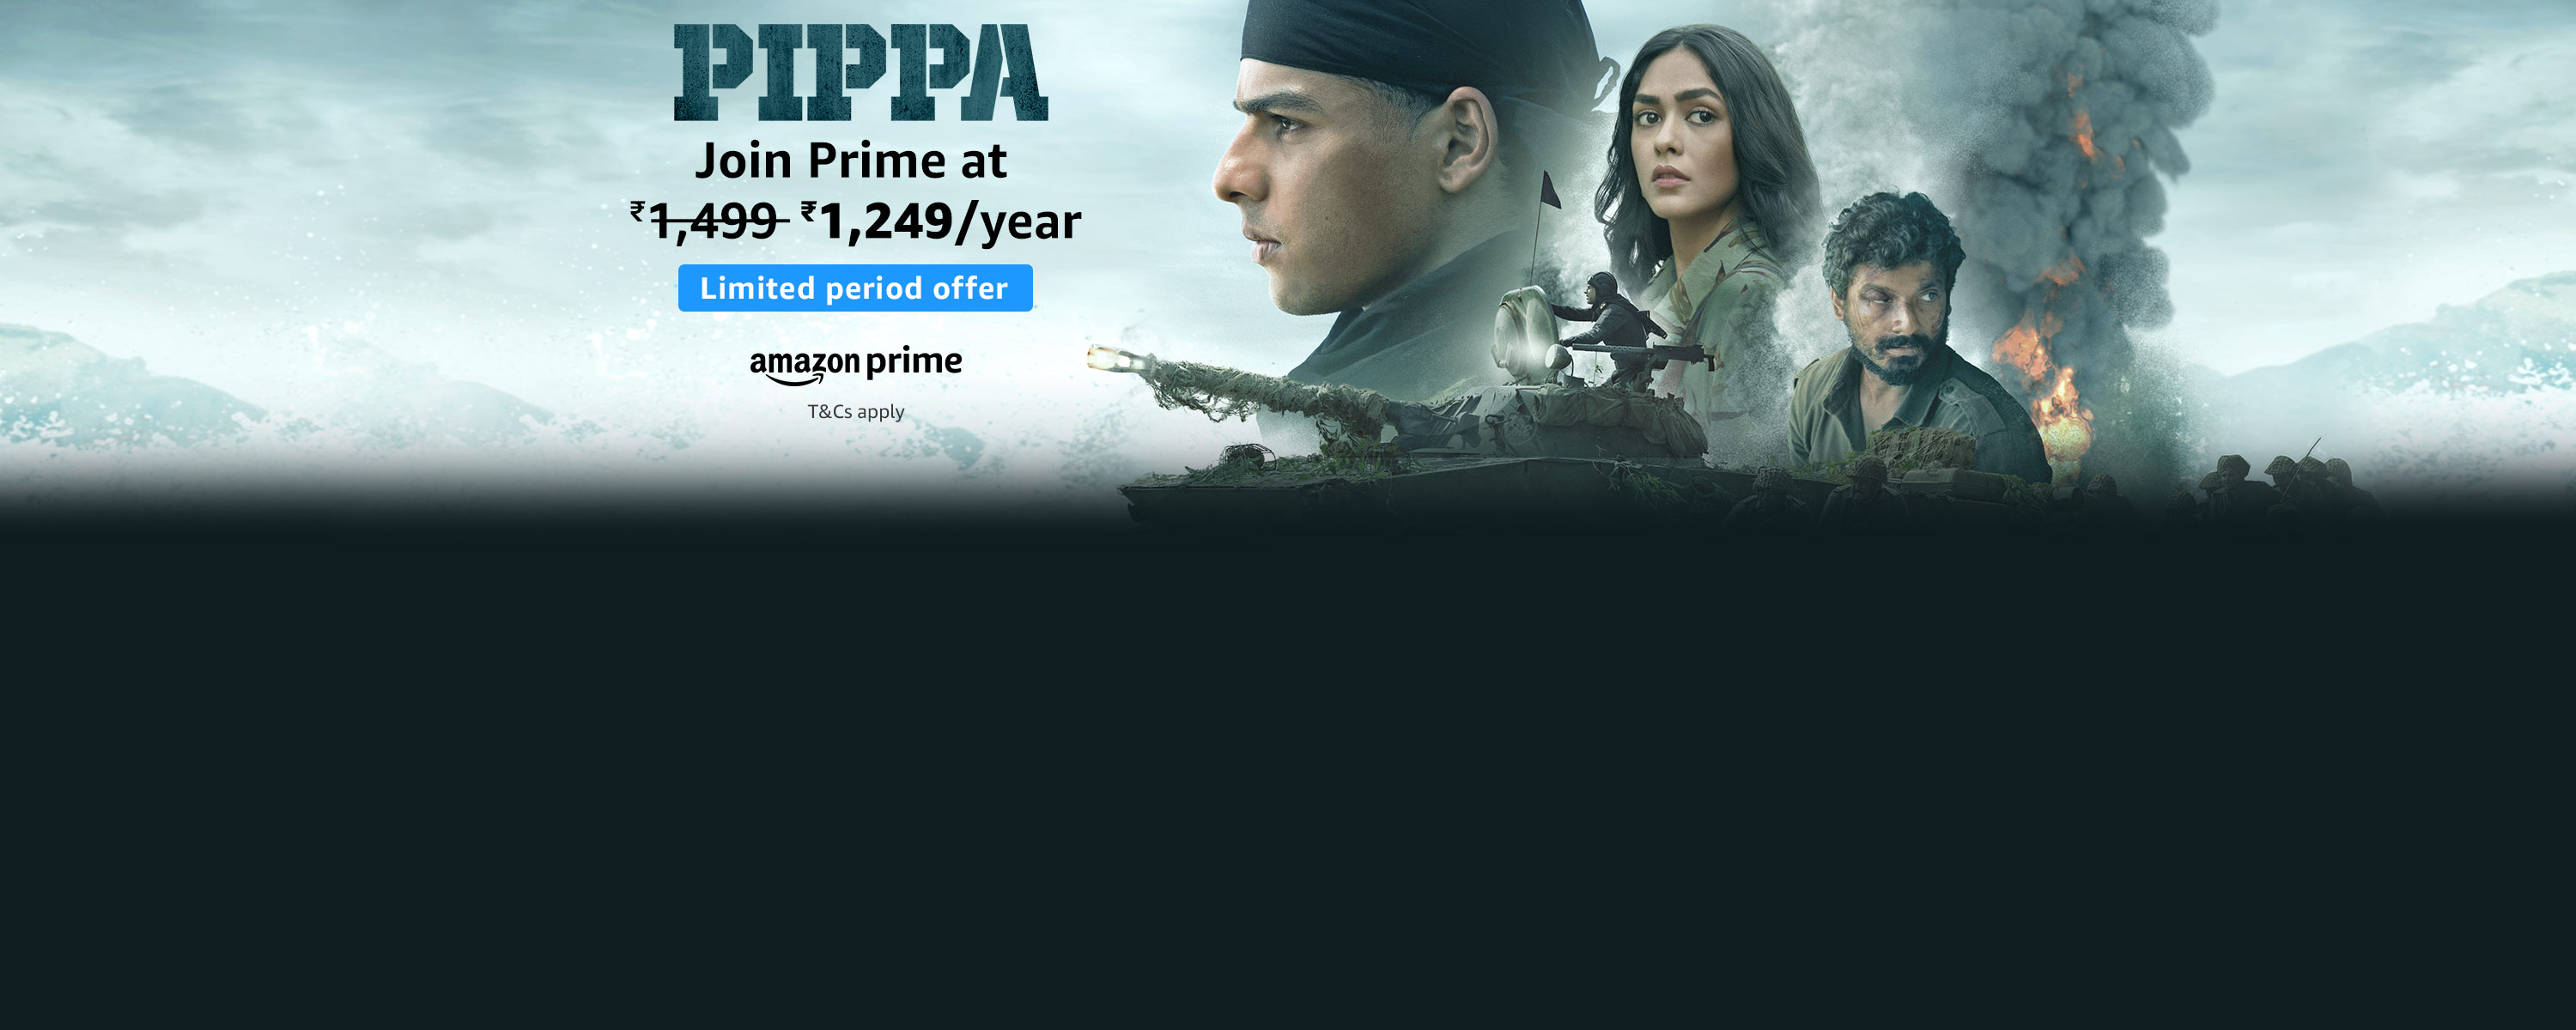 PIPPA
Join Prime at
₹1,499 ₹1,249/year
Limited period offer
amazon prime
T&Cs apply